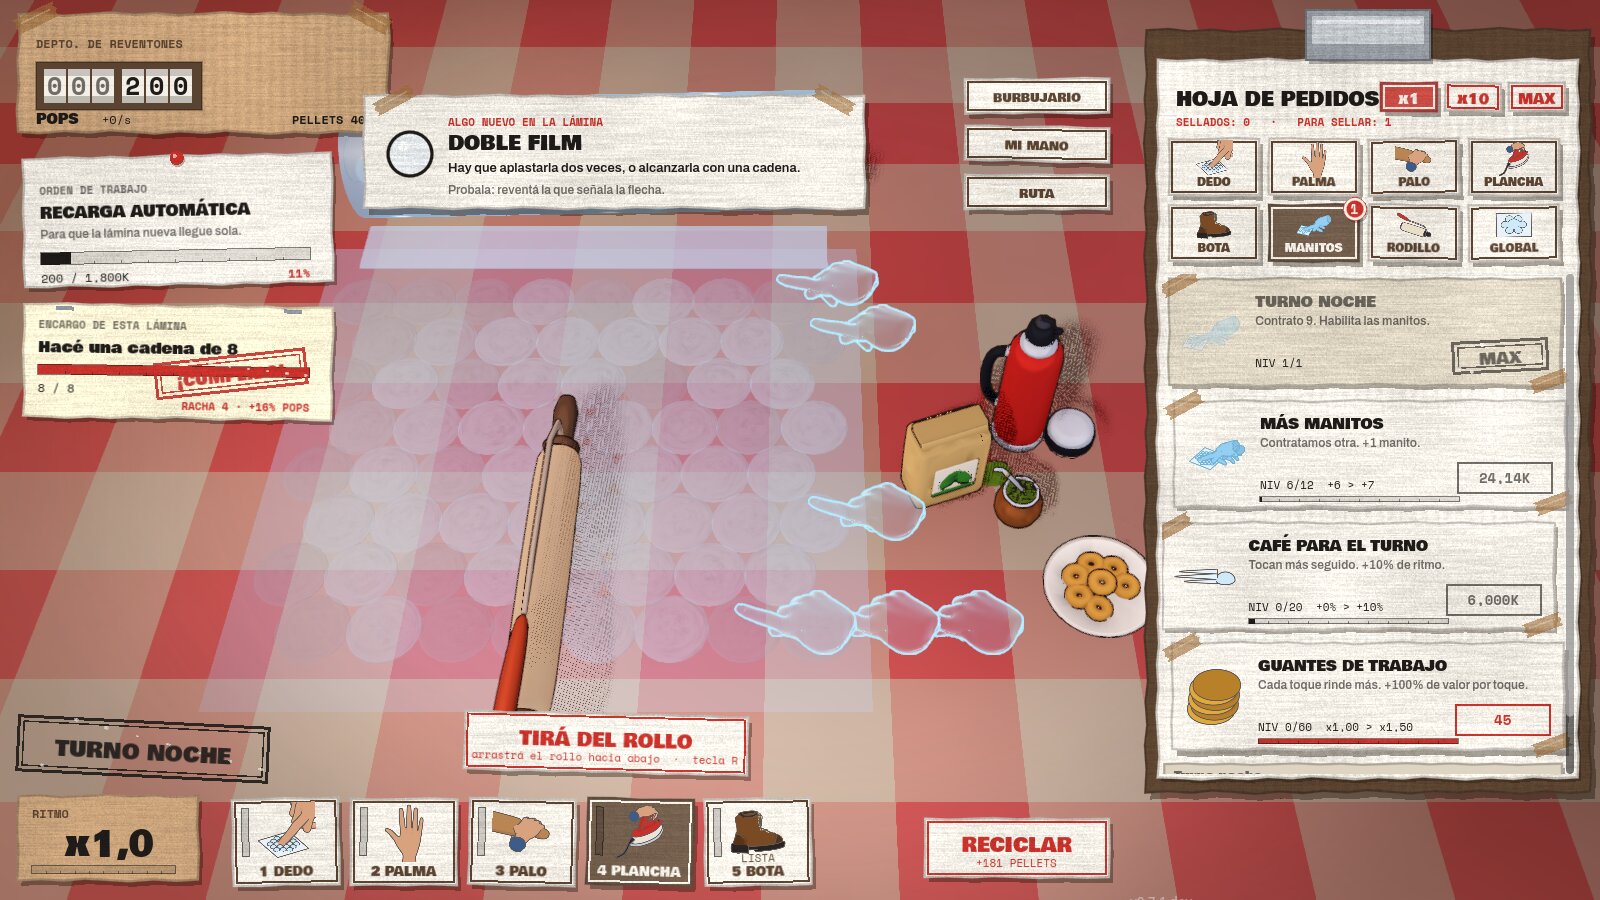 DEPTO. DE REVENTONES
000200
POPS +0/s PELLETS 40
ORDEN DE TRABAJO
RECARGA AUTOMÁTICA
Para que la lámina nueva llegue sola.
200 / 1,800K 11%
ENCARGO DE ESTA LÁMINA
Hacé una cadena de 8
8 / 8
RACHA 4 · +16% POPS
ALGO NUEVO EN LA LÁMINA
DOBLE FILM
Hay que aplastarla dos veces, o alcanzarla con una cadena.
Probala: reventá la que señala la flecha.
BURBUJARIO
MI MANO
RUTA
HOJA DE PEDIDOS x1 x10 MAX
SELLADOS: 0 · PARA SELLAR: 1
DEDO PALMA PALO PLANCHA
BOTA MANITOS 1 RODILLO GLOBAL
TURNO NOCHE
Contrato 9. Habilita las manitos.
NIV 1/1 MAX
MÁS MANITOS
Contratamos otra. +1 manito.
NIV 6/12 +6 > +7 24,14K
CAFÉ PARA EL TURNO
Tocan más seguido. +10% de ritmo.
NIV 0/20 +0% > +10% 6,000K
GUANTES DE TRABAJO
Cada toque rinde más. +100% de valor por toque.
NIV 0/60 x1,00 > x1,50 45
TURNO NOCHE
TIRÁ DEL ROLLO
arrastrá el rollo hacia abajo · tecla R
RITMO
x1,0
1 DEDO
2 PALMA
3 PALO
4 PLANCHA
LISTA
5 BOTA
RECICLAR
+181 PELLETS